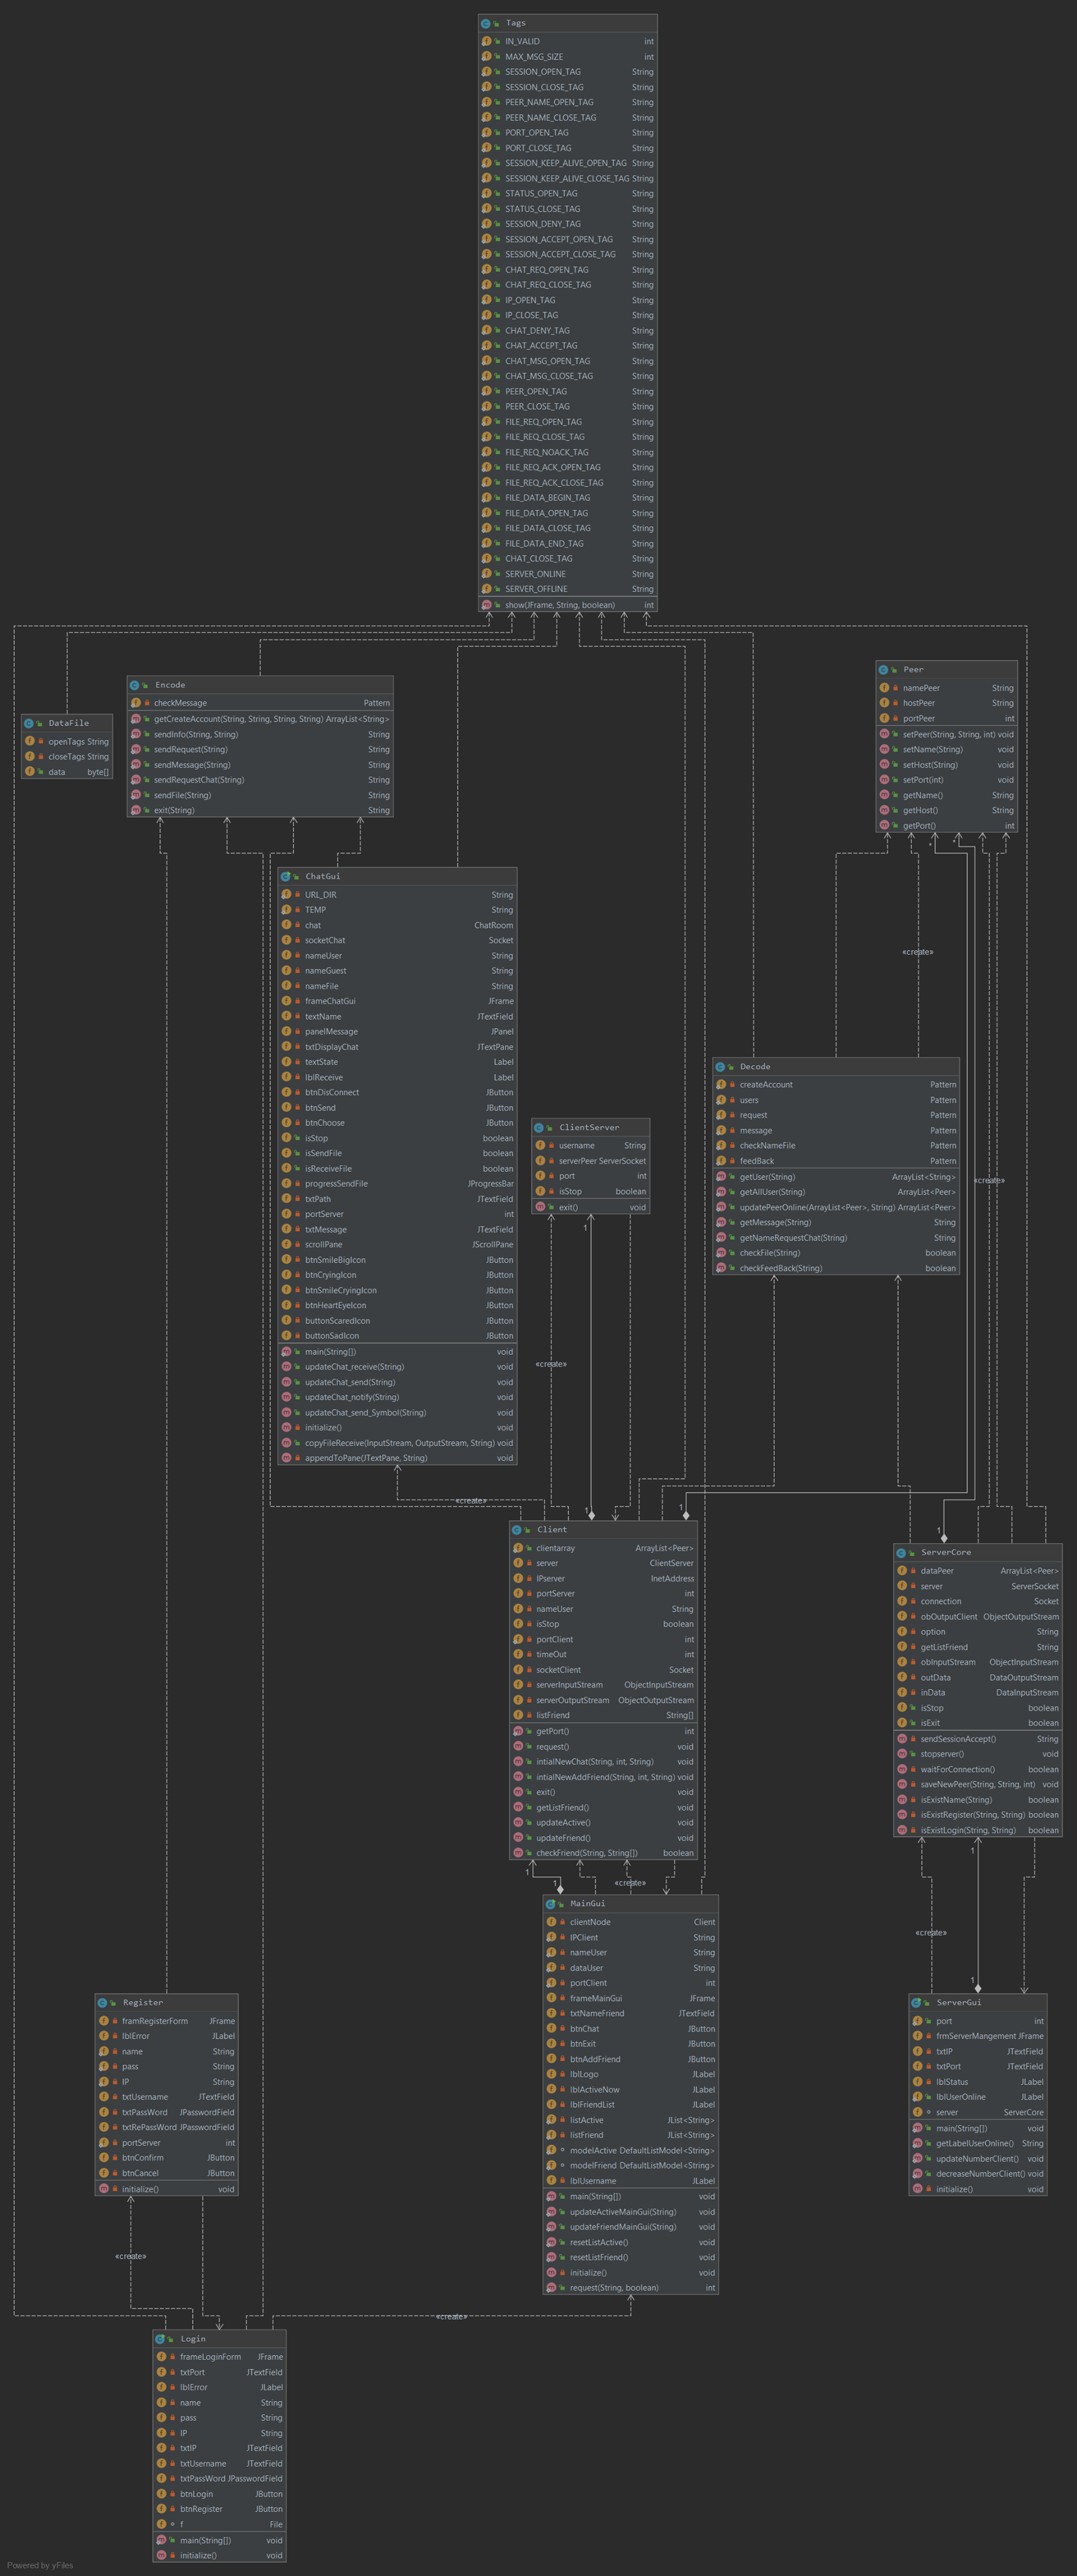 Tags
IN_VALID int
MAX_MSG_SIZE int
SESSION_OPEN_TAG String
SESSION_CLOSE_TAG String
PEER_NAME_OPEN_TAG String
PEER_NAME_CLOSE_TAG String
PORT_OPEN_TAG String
PORT_CLOSE_TAG String
SESSION_KEEP_ALIVE_OPEN_TAG String
SESSION_KEEP_ALIVE_CLOSE_TAG String
STATUS_OPEN_TAG String
STATUS_CLOSE_TAG String
SESSION_DENY_TAG String
SESSION_ACCEPT_OPEN_TAG String
SESSION_ACCEPT_CLOSE_TAG String
CHAT_REQ_OPEN_TAG String
CHAT_REQ_CLOSE_TAG String
IP_OPEN_TAG String
IP_CLOSE_TAG String
CHAT_DENY_TAG String
CHAT_ACCEPT_TAG String
CHAT_MSG_OPEN_TAG String
CHAT_MSG_CLOSE_TAG String
PEER_OPEN_TAG String
PEER_CLOSE_TAG String
FILE_REQ_OPEN_TAG String
FILE_REQ_CLOSE_TAG String
FILE_REQ_NOACK_TAG String
FILE_REQ_ACK_OPEN_TAG String
FILE_REQ_ACK_CLOSE_TAG String
FILE_DATA_BEGIN_TAG String
FILE_DATA_OPEN_TAG String
FILE_DATA_CLOSE_TAG String
FILE_DATA_END_TAG String
CHAT_CLOSE_TAG String
SERVER_ONLINE String
SERVER_OFFLINE String
show(JFrame, String, boolean) int
DataFile
openTags String
closeTags String
data byte[]
Encode
checkMessage Pattern
getCreateAccount(String, String, String, String) ArrayList<String>
sendInfo(String, String) String
sendRequest(String) String
sendMessage(String) String
sendRequestChat(String) String
sendFile(String) String
exit(String) String
Peer
namePeer String
hostPeer String
portPeer int
setPeer(String, String, int) void
setName(String) void
setHost(String) void
setPort(int) void
getName() String
getHost() String
getPort() int
* *
«create»
«create»
ChatGui
URL_DIR String
TEMP String
chat ChatRoom
socketChat Socket
nameUser String
nameGuest String
nameFile String
frameChatGui JFrame
textName JTextField
panelMessage JPanel
txtDisplayChat JTextPane
textState Label
lblReceive Label
btnDisConnect JButton
btnSend JButton
btnChoose JButton
isStop boolean
isSendFile boolean
isReceiveFile boolean
progressSendFile JProgressBar
txtPath JTextField
portServer int
txtMessage JTextField
scrollPane JScrollPane
btnSmileBigIcon JButton
btnCryingIcon JButton
btnSmileCryingIcon JButton
btnHeartEyeIcon JButton
buttonScaredIcon JButton
buttonSadIcon JButton
main(String[]) void
updateChat_receive(String) void
updateChat_send(String) void
updateChat_notify(String) void
updateChat_send_Symbol(String) void
initialize() void
copyFileReceive(InputStream, OutputStream, String) void
appendToPane(JTextPane, String) void
ClientServer
username String
serverPeer ServerSocket
port int
isStop boolean
exit() void
Decode
createAccount Pattern
users Pattern
request Pattern
message Pattern
checkNameFile Pattern
feedBack Pattern
getUser(String) ArrayList<String>
getAllUser(String) ArrayList<Peer>
updatePeerOnline(ArrayList<Peer>, String) ArrayList<Peer>
getMessage(String) String
getNameRequestChat(String) String
checkFile(String) boolean
checkFeedBack(String) boolean
1
«create»
«create»
1
1
1
Client
clientarray ArrayList<Peer>
server ClientServer
IPserver InetAddress
portServer int
nameUser String
isStop boolean
portClient int
timeOut int
socketClient Socket
serverInputStream ObjectInputStream
serverOutputStream ObjectOutputStream
listFriend String[]
getPort() int
request() void
intialNewChat(String, int, String) void
intialNewAddFriend(String, int, String) void
exit() void
getListFriend() void
updateActive() void
updateFriend() void
checkFriend(String, String[]) boolean
ServerCore
dataPeer ArrayList<Peer>
server ServerSocket
connection Socket
obOutputClient ObjectOutputStream
option String
getListFriend String
obInputStream ObjectInputStream
outData DataOutputStream
inData DataInputStream
isStop boolean
isExit boolean
sendSessionAccept() String
stopserver() void
waitForConnection() boolean
saveNewPeer(String, String, int) void
isExistName(String) boolean
isExistRegister(String, String) boolean
isExistLogin(String, String) boolean
1
1
«create»
1
«create»
1
MainGui
clientNode Client
IPClient String
nameUser String
dataUser String
portClient int
frameMainGui JFrame
txtNameFriend JTextField
btnChat JButton
btnExit JButton
btnAddFriend JButton
lblLogo JLabel
lblActiveNow JLabel
lblFriendList JLabel
listActive JList<String>
listFriend JList<String>
modelActive DefaultListModel<String>
modelFriend DefaultListModel<String>
lblUsername JLabel
main(String[]) void
updateActiveMainGui(String) void
updateFriendMainGui(String) void
resetListActive() void
resetListFriend() void
initialize() void
request(String, boolean) int
Register
framRegisterForm JFrame
lblError JLabel
name String
pass String
IP String
txtUsername JTextField
txtPassWord JPasswordField
txtRePassWord JPasswordField
portServer int
btnConfirm JButton
btnCancel JButton
initialize() void
ServerGui
port int
frmServerMangement JFrame
txtIP JTextField
txtPort JTextField
lblStatus JLabel
lblUserOnline JLabel
server ServerCore
main(String[]) void
getLabelUserOnline() String
updateNumberClient() void
decreaseNumberClient() void
initialize() void
«create»
«create»
Login
frameLoginForm JFrame
txtPort JTextField
lblError JLabel
name String
pass String
IP String
txtIP JTextField
txtUsername JTextField
txtPassWord JPasswordField
btnLogin JButton
btnRegister JButton
f File
main(String[]) void
initialize() void
Powered by yFiles